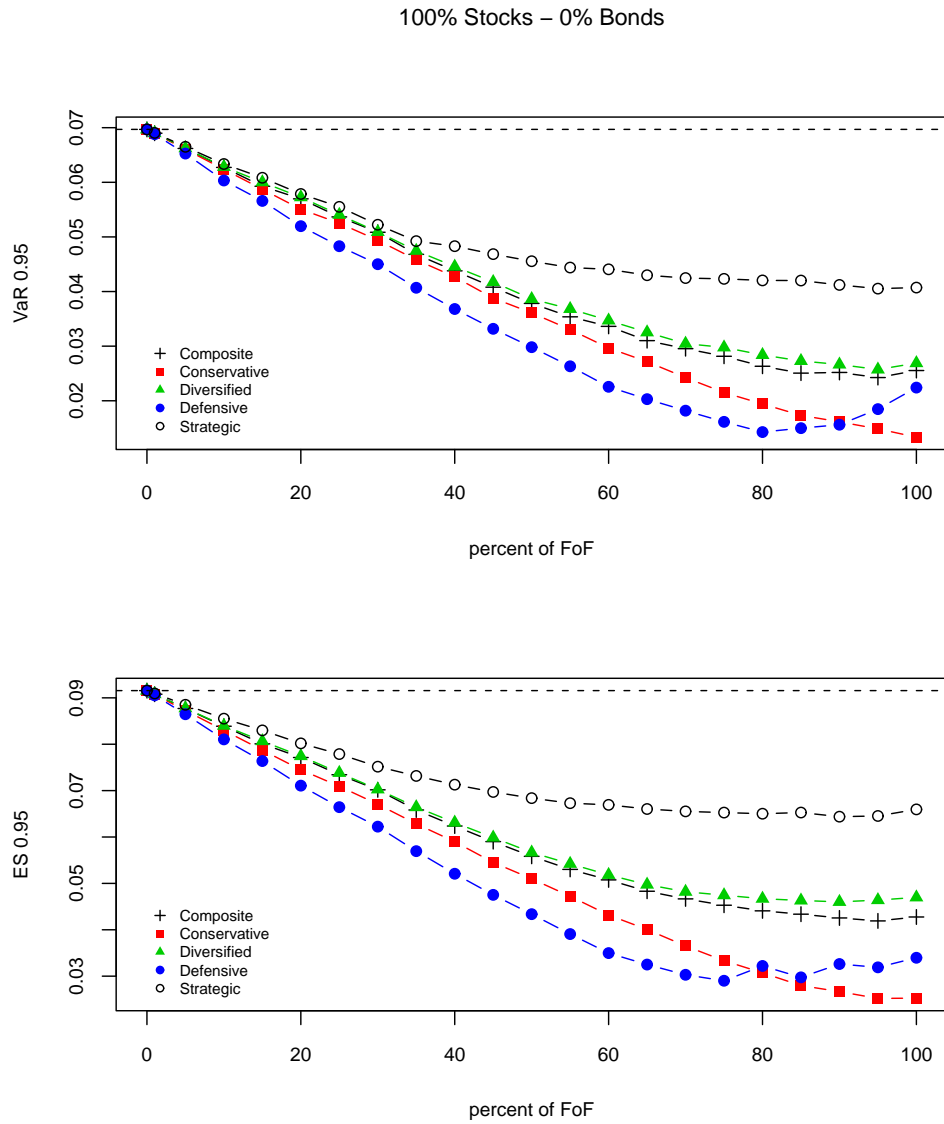 100% Stocks – 0% Bonds
VaR 0.95
0.07
0.06
0.05
0.04
0.03
0.02
Composite
Conservative
Diversified
Defensive
Strategic
0 20 40 60 80 100
percent of FoF
ES 0.95
0.09
0.07
0.05
0.03
Composite
Conservative
Diversified
Defensive
Strategic
0 20 40 60 80 100
percent of FoF